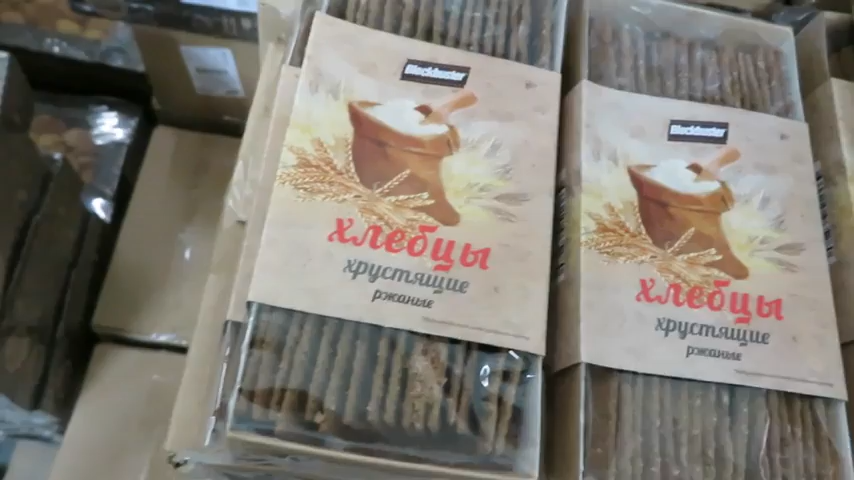 Blockbuster
хлебцы
хрустящие
ржаные
Blockbuster
хлебцы
хрустящие
ржаные